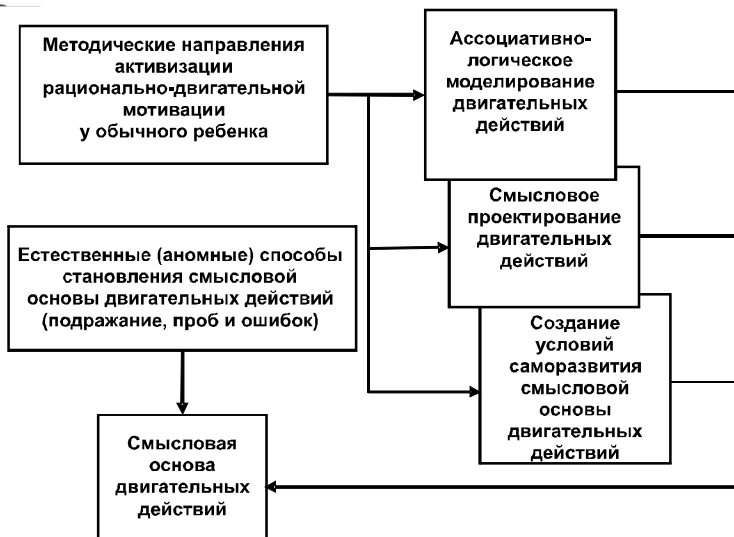 Методические направления
активизации
рационально-двигательной
мотивации
у обычного ребенка
Ассоциативно-
логическое
моделирование
двигательных
действий
Смысловое
проектирование
двигательных
действий
Естественные (аномные) способы
становления смысловой
основы двигательных действий
(подражание, проб и ошибок)
Создание
условий
саморазвития
смысловой
основы
двигательных
действий
Смысловая
основа
двигательных
действий